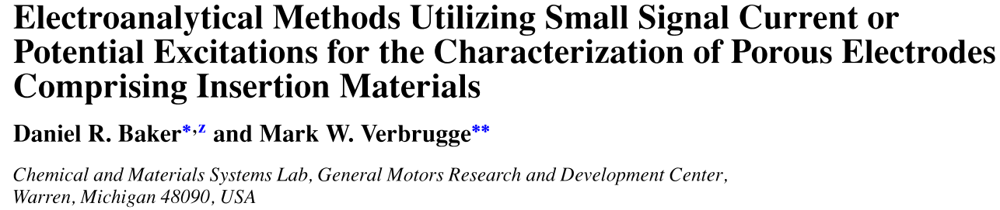 Electroanalytical Methods Utilizing Small Signal Current or
Potential Excitations for the Characterization of Porous Electrodes
Comprising Insertion Materials
Daniel R. Baker*,z and Mark W. Verbrugge**
Chemical and Materials Systems Lab, General Motors Research and Development Center,
Warren, Michigan 48090, USA